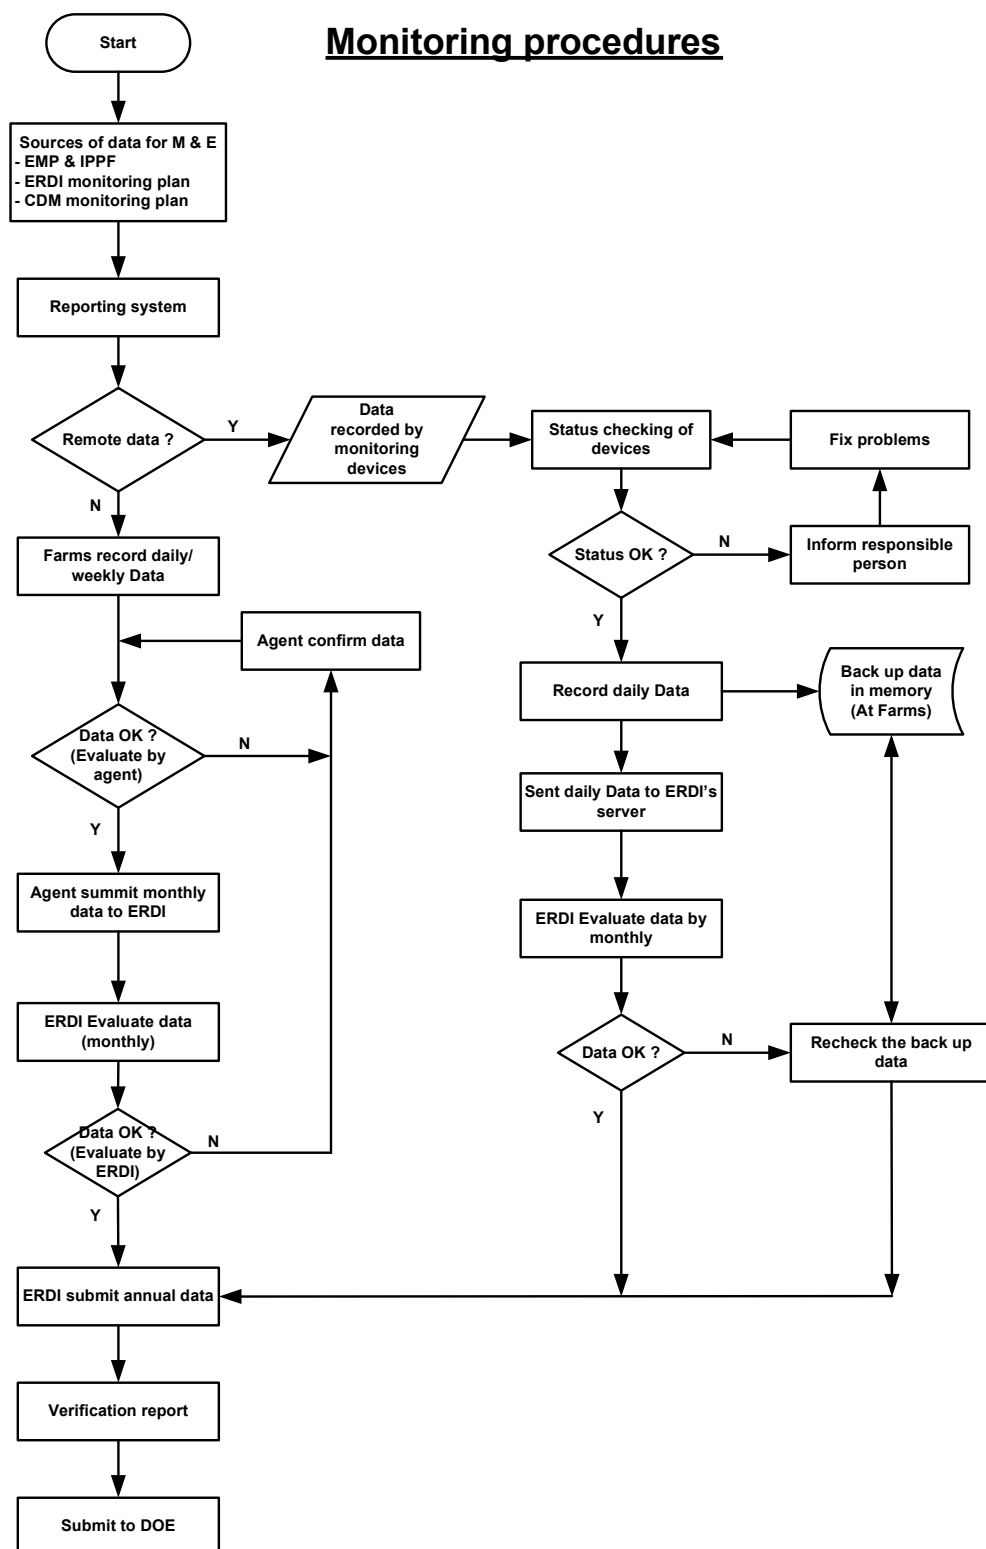 Monitoring procedures
Start
Sources of data for M & E
- EMP & IPPF
- ERDI monitoring plan
- CDM monitoring plan
Reporting system
Remote data ?
Y
N
Data
recorded by
monitoring
devices
Status checking of
devices
Fix problems
Status OK ?
N
Y
Inform responsible
person
Farms record daily/
weekly Data
Agent confirm data
Data OK ?
(Evaluate by
agent)
N
Y
Record daily Data
Back up data
in memory
(At Farms)
Sent daily Data to ERDI's
server
Agent summit monthly
data to ERDI
ERDI Evaluate data by
monthly
ERDI Evaluate data
(monthly)
Data OK ?
N
Y
Recheck the back up
data
Data OK ?
(Evaluate by
ERDI)
N
Y
ERDI submit annual data
Verification report
Submit to DOE